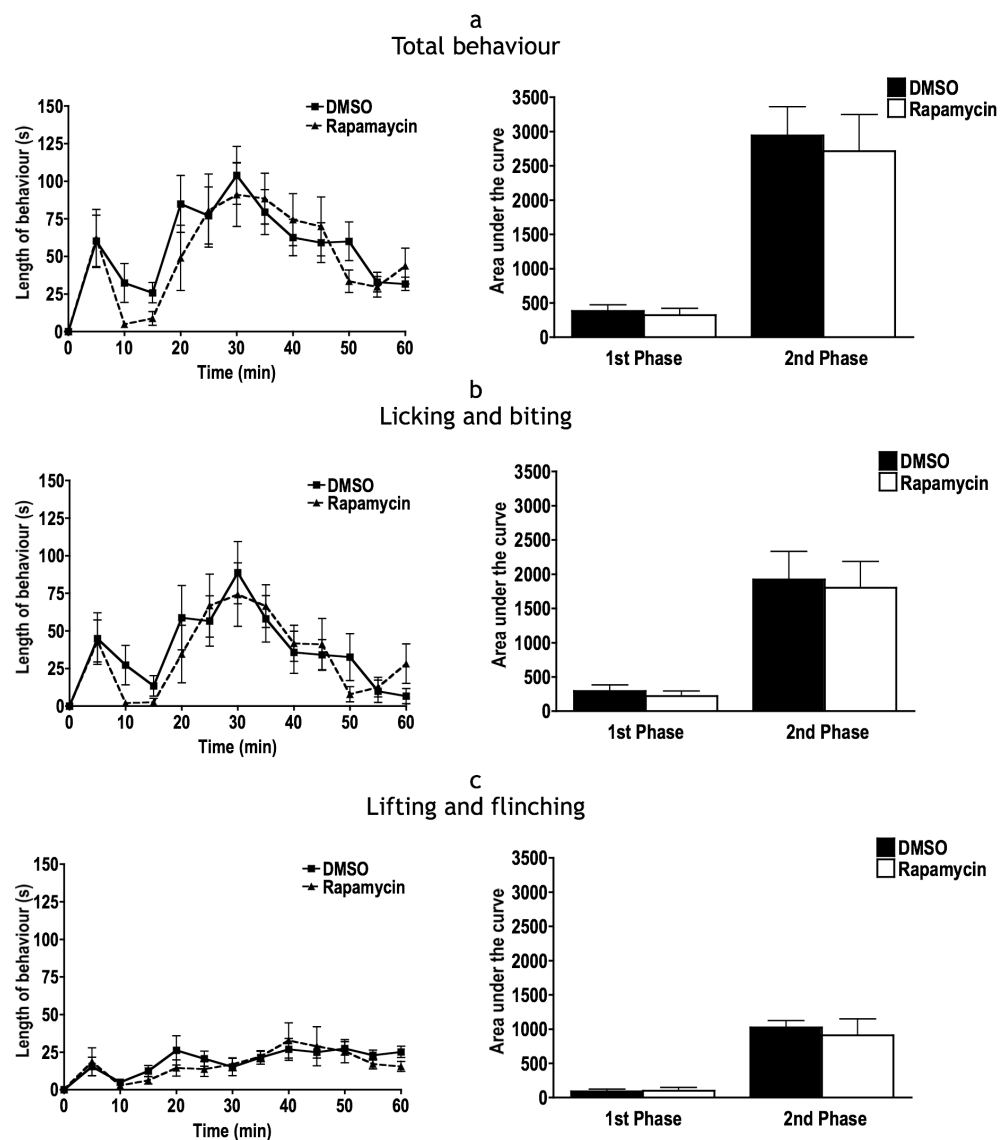 a
Total behaviour
DMSO
Rapamaycin
Length of behaviour (s)
150
125
100
75
50
25
0
0 10 20 30 40 50 60
Time (min)
DMSO
Rapamycin
Area under the curve
3500
3000
2500
2000
1500
1000
500
0
1st Phase 2nd Phase
b
Licking and biting
DMSO
Rapamycin
Length of behaviour (s)
150
125
100
75
50
25
0
0 10 20 30 40 50 60
Time (min)
DMSO
Rapamycin
Area under the curve
3500
3000
2500
2000
1500
1000
500
0
1st Phase 2nd Phase
c
Lifting and flinching
DMSO
Rapamycin
Length of behaviour (s)
150
125
100
75
50
25
0
0 10 20 30 40 50 60
Time (min)
DMSO
Rapamycin
Area under the curve
3500
3000
2500
2000
1500
1000
500
0
1st Phase 2nd Phase